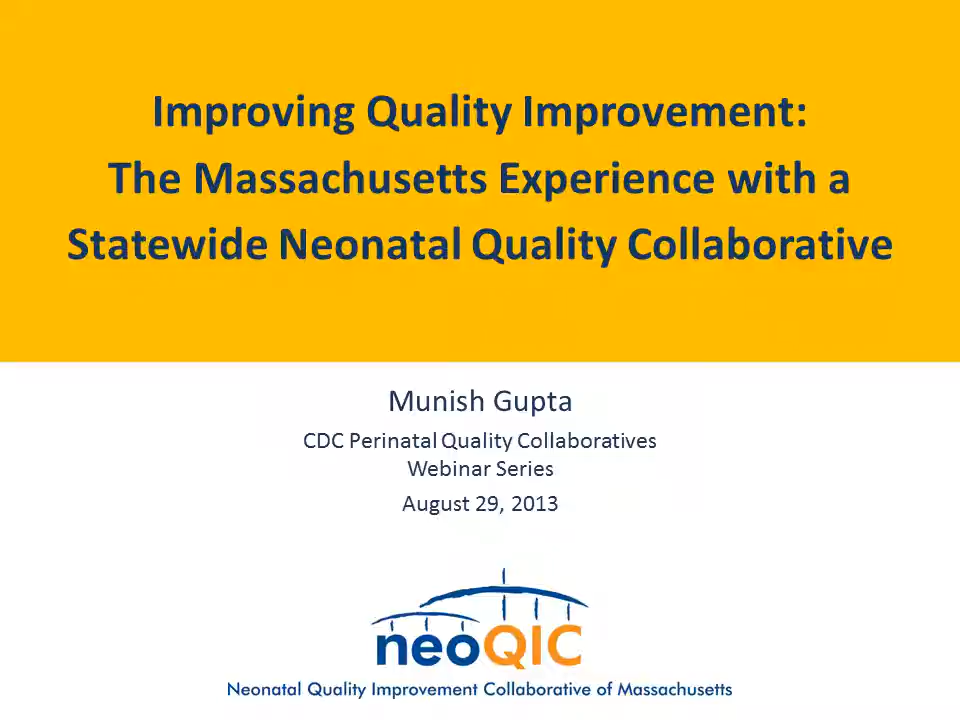 Improving Quality Improvement:
The Massachusetts Experience with a
Statewide Neonatal Quality Collaborative
Munish Gupta
CDC Perinatal Quality Collaboratives
Webinar Series
August 29, 2013
neoQIC
Neonatal Quality Improvement Collaborative of Massachusetts